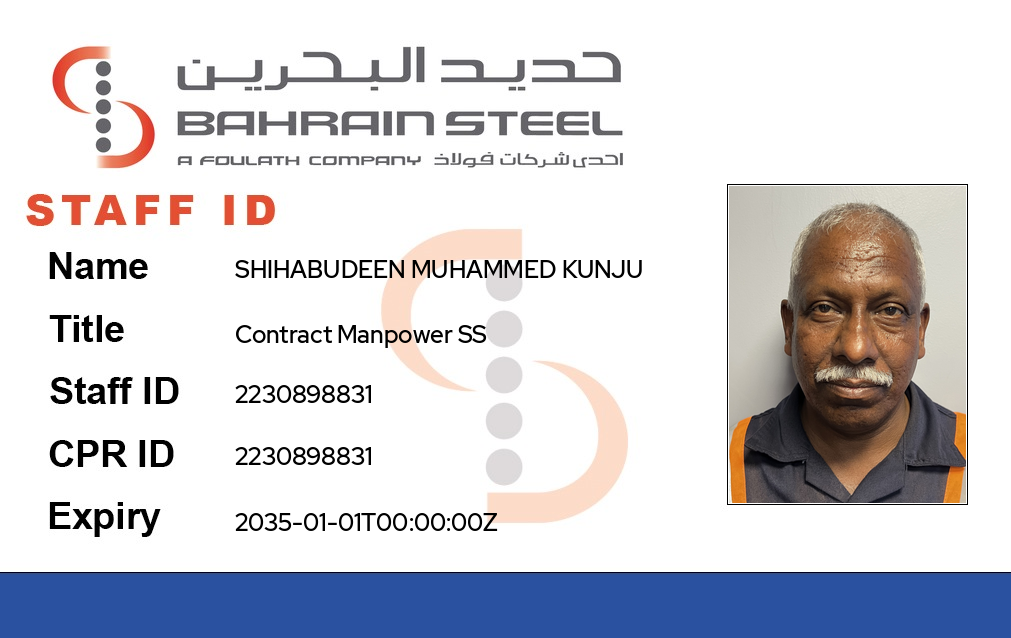 حديد البحرين
BAHRAIN STEEL
A FOULATH COMPANY احدى شركات فولاذ
STAFF ID
Name SHIHABUDEEN MUHAMMED KUNJU
Title Contract Manpower SS
Staff ID 2230898831
CPR ID 2230898831
Expiry 2035-01-01T00:00:00Z